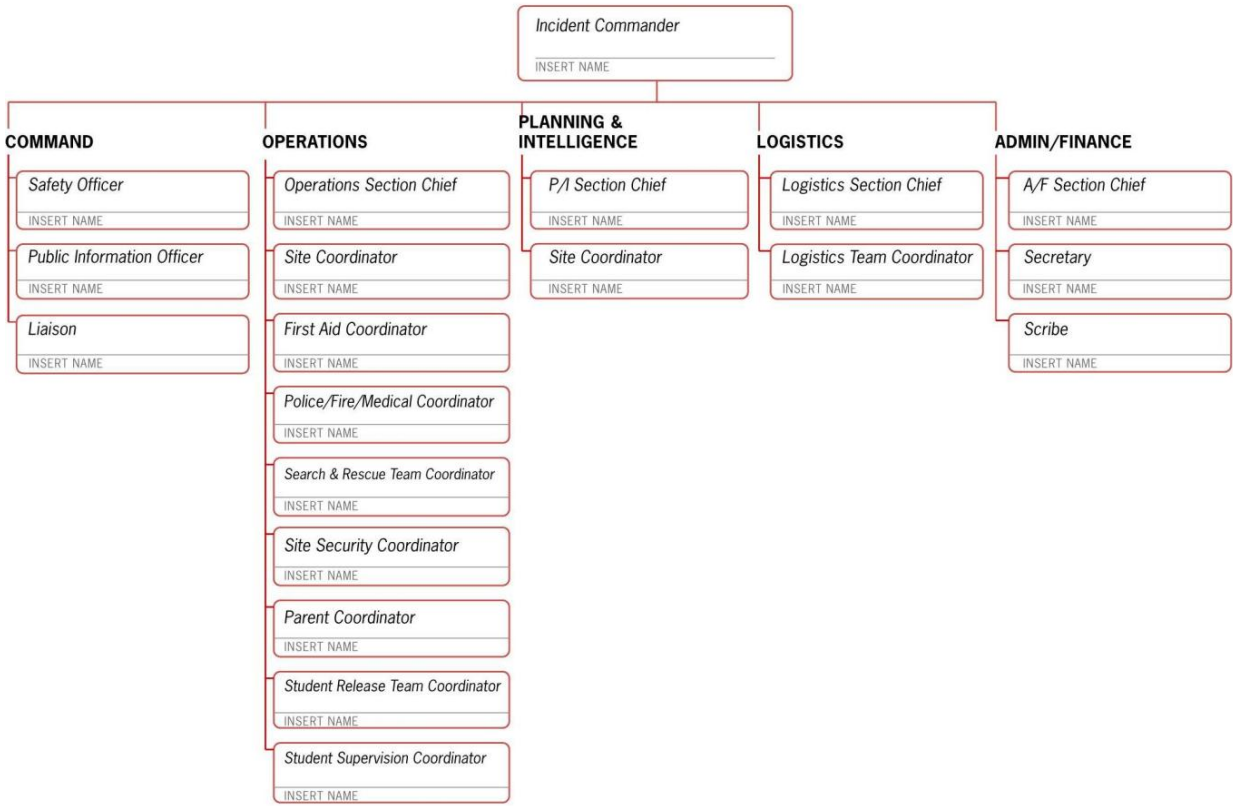 Incident Commander
INSERT NAME
COMMAND
Safety Officer
INSERT NAME
Public Information Officer
INSERT NAME
Liaison
INSERT NAME
OPERATIONS
Operations Section Chief
INSERT NAME
Site Coordinator
INSERT NAME
First Aid Coordinator
INSERT NAME
Police/Fire/Medical Coordinator
INSERT NAME
Search & Rescue Team Coordinator
INSERT NAME
Site Security Coordinator
INSERT NAME
Parent Coordinator
INSERT NAME
Student Release Team Coordinator
INSERT NAME
Student Supervision Coordinator
INSERT NAME
PLANNING &
INTELLIGENCE
P/I Section Chief
INSERT NAME
Site Coordinator
INSERT NAME
LOGISTICS
Logistics Section Chief
INSERT NAME
Logistics Team Coordinator
INSERT NAME
ADMIN/FINANCE
A/F Section Chief
INSERT NAME
Secretary
INSERT NAME
Scribe
INSERT NAME